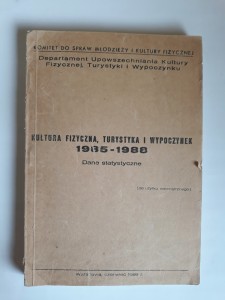 KOMITET DO SPRAW MŁODZIEŻY I KULTURY FIZYCZNEJ
Departament Upowszechniania Kultury
Fizycznej, Turystyki i Wypoczynku
KULTURA FIZYCZNA, TURYSTYKA I WYPOCZYNEK
1985-1988
Dane statystyczne